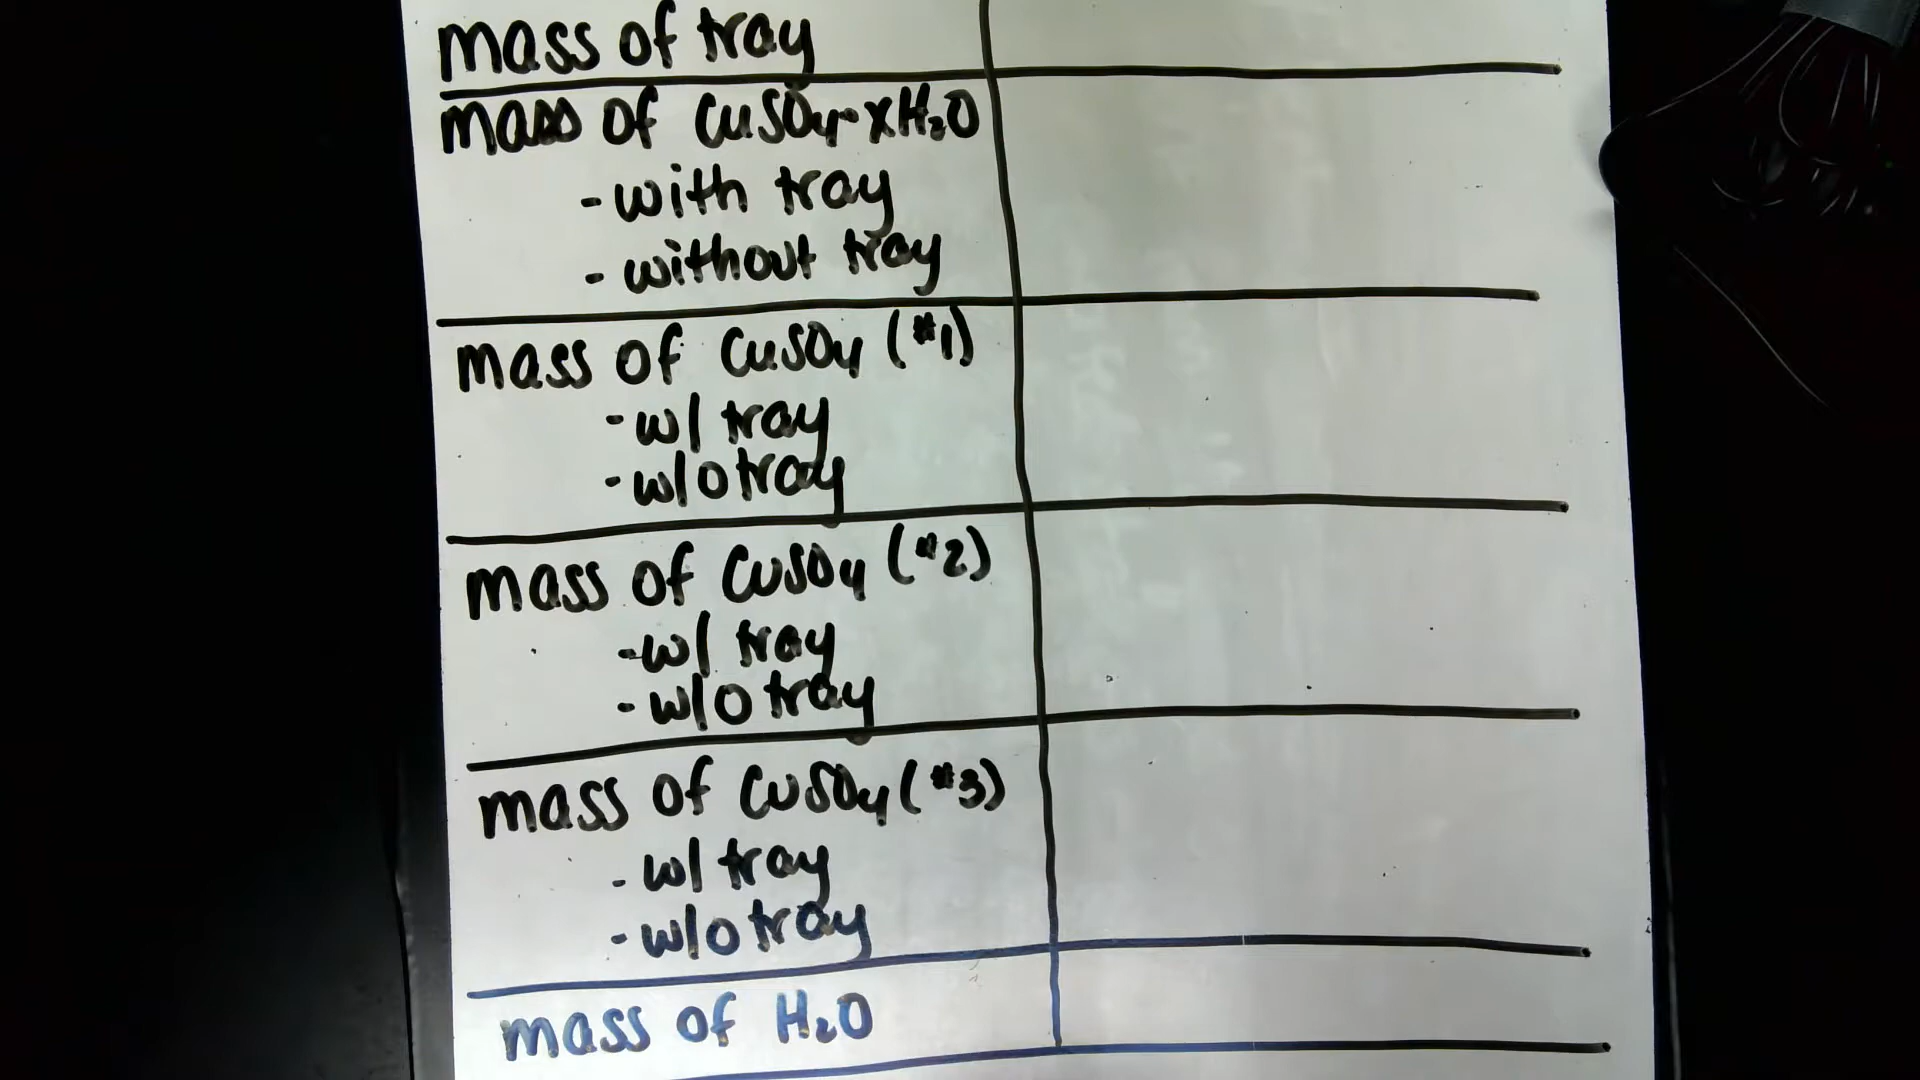 mass of tray
mass of CuSO4·xH2O
- with tray
- without tray
mass of CuSO4 (#1)
- w/ tray
- w/o tray
mass of CuSO4 (#2)
- w/ tray
- w/o tray
mass of CuSO4 (#3)
- w/ tray
- w/o tray
mass of H2O